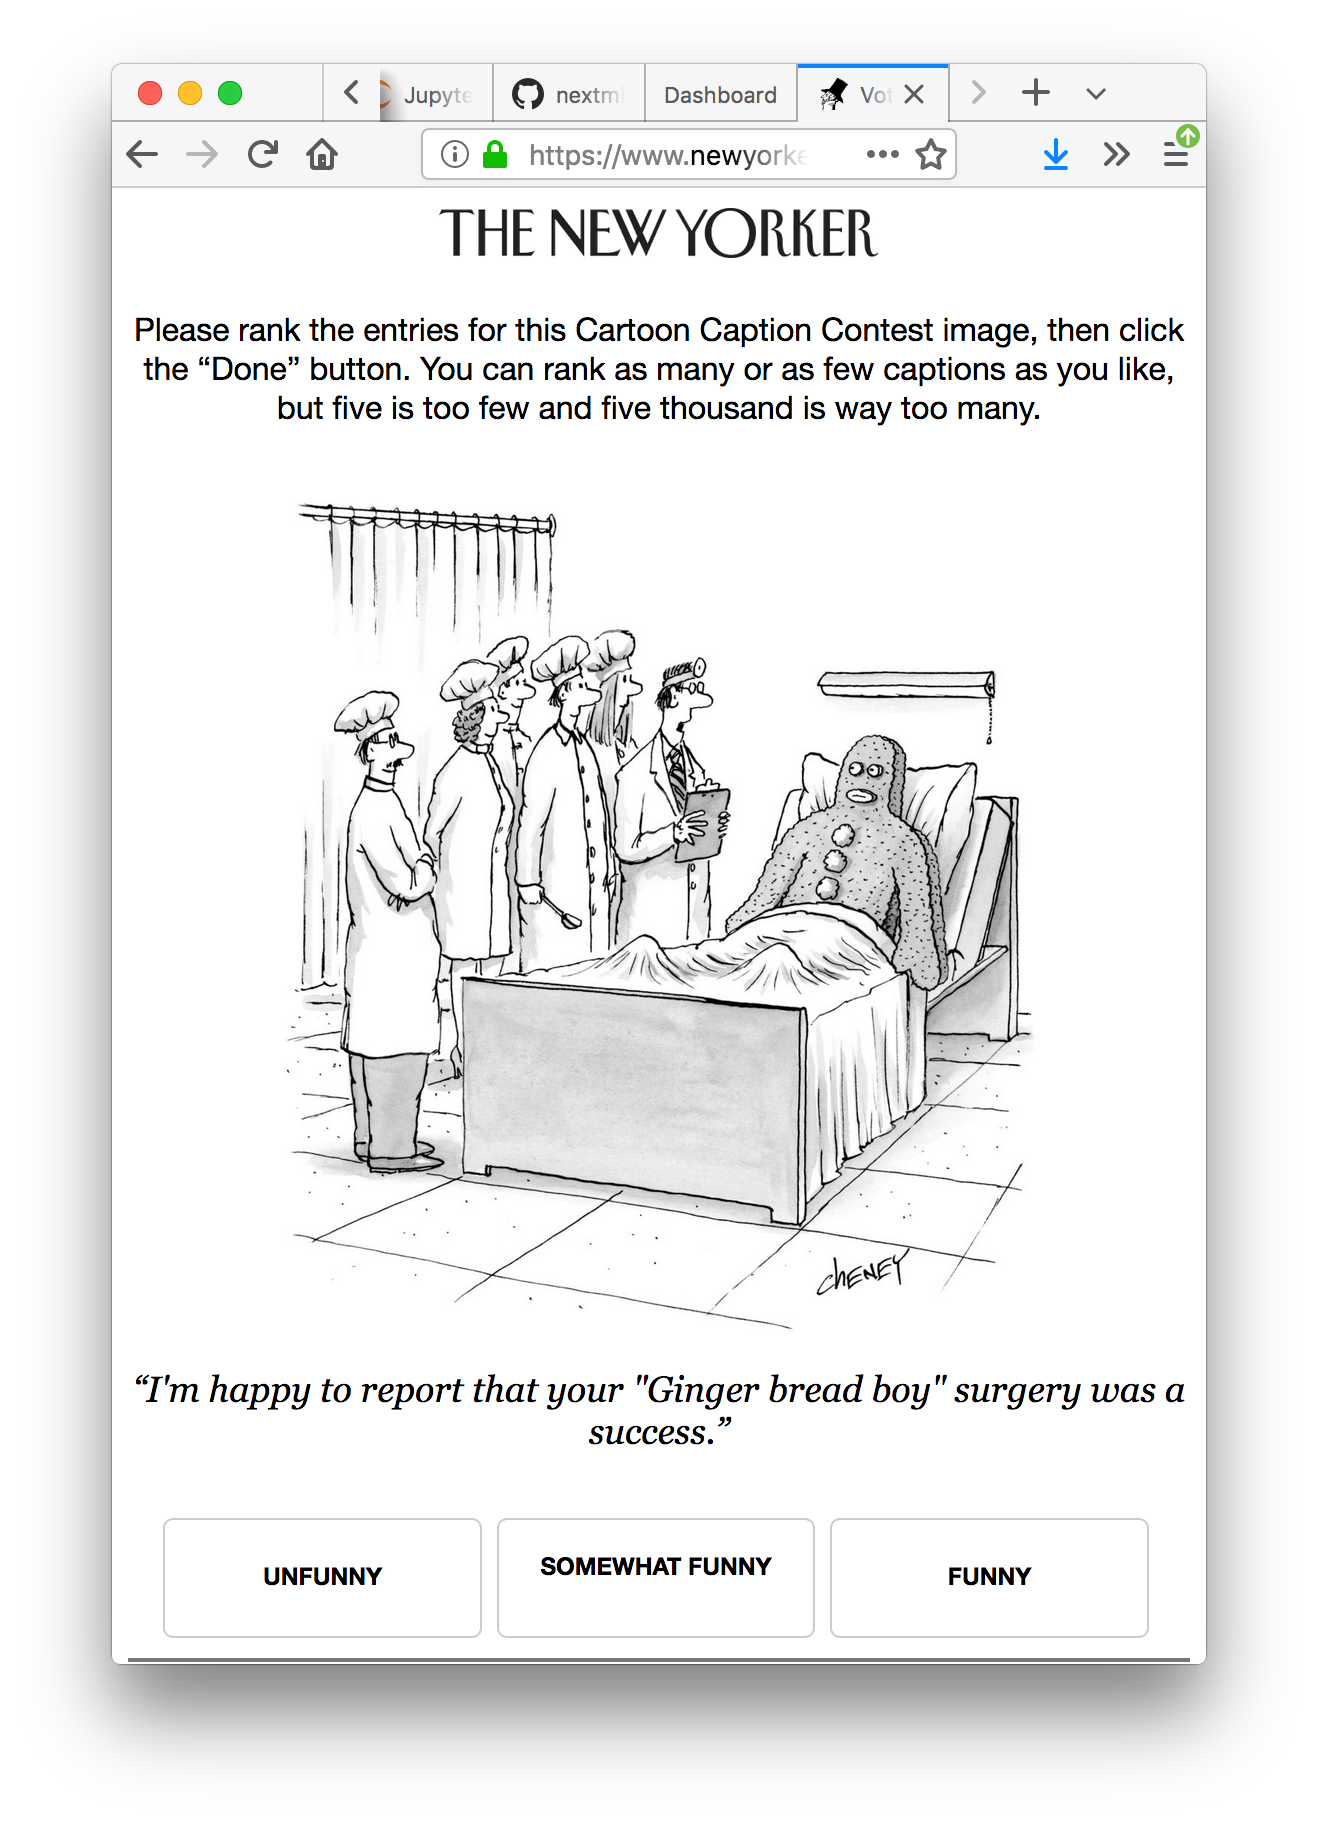 Jupyte
nextml
Dashboard
Vot
https://www.newyorke
THE NEW YORKER
Please rank the entries for this Cartoon Caption Contest image, then click
the “Done” button. You can rank as many or as few captions as you like,
but five is too few and five thousand is way too many.
cHENEY
“I'm happy to report that your "Ginger bread boy" surgery was a
success.”
UNFUNNY
SOMEWHAT FUNNY
FUNNY